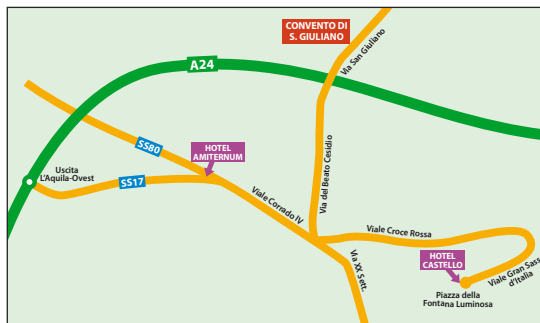 CONVENTO DI
S. GIULIANO
Via San Giuliano
A24
SS80
HOTEL
AMITERNUM
Uscita
L'Aquila-Ovest
SS17
Via del Beato Cesidio
Viale Corrado IV
Viale Croce Rossa
HOTEL
CASTELLO
Viale Gran Sass
d'Italia
Via XX Sett.
Piazza della
Fontana Luminosa